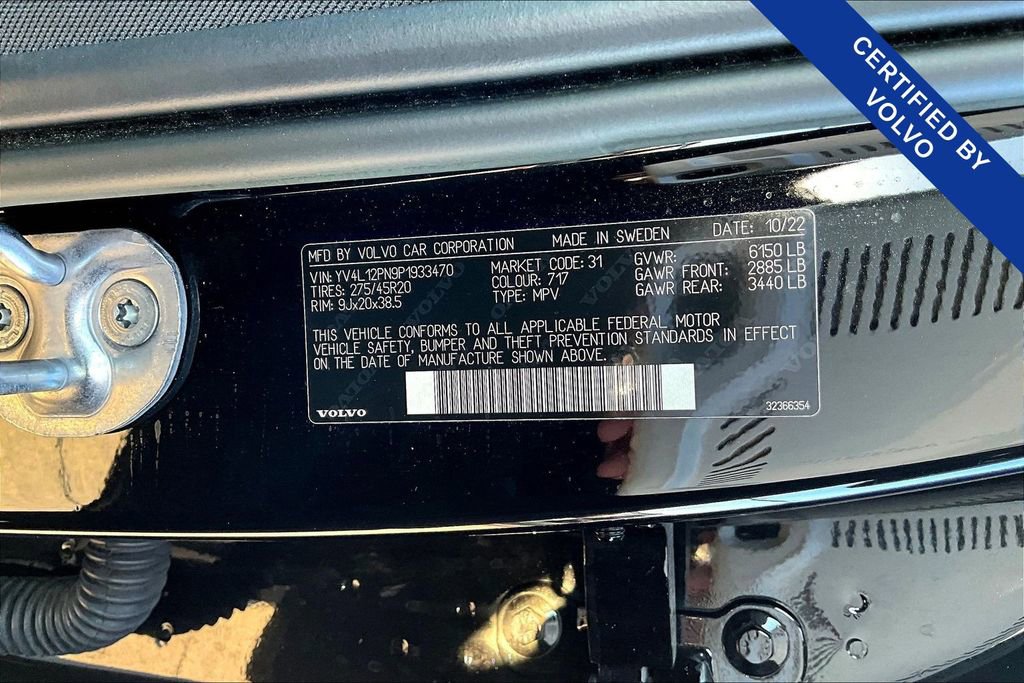 CERTIFIED BY
VOLVO
MFD BY VOLVO CAR CORPORATION MADE IN SWEDEN DATE: 10/22
VIN: YV4L12PN9P1933470 MARKET CODE: 31 GVWR: 6150 LB
TIRES: 275/45R20 COLOUR: 717 GAWR FRONT: 2885 LB
RIM: 9Jx20x38.5 TYPE: MPV GAWR REAR: 3440 LB
THIS VEHICLE CONFORMS TO ALL APPLICABLE FEDERAL MOTOR
VEHICLE SAFETY, BUMPER AND THEFT PREVENTION STANDARDS IN EFFECT
ON THE DATE OF MANUFACTURE SHOWN ABOVE.
VOLVO 32366354